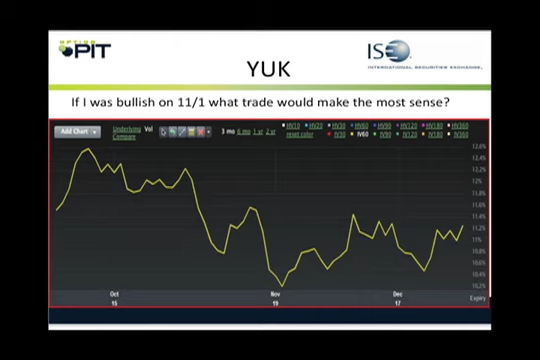 OPTION
PIT
ISE
INTERNATIONAL SECURITIES EXCHANGE
YUK
If I was bullish on 11/1 what trade would make the most sense?
Add Chart
Underlying Vol
Compare
3 mo 6 mo 1 yr 2 yr
HV10 HV20 HV30 HV60 HV90 HV120 HV180 HV360
reset color IV30 IV60 IV90 IV120 IV180 IV360
12.6%
12.4%
12.2%
12%
11.8%
11.6%
11.4%
11.2%
11%
10.8%
10.6%
10.4%
10.2%
Oct Nov Dec
15 19 17
Expiry